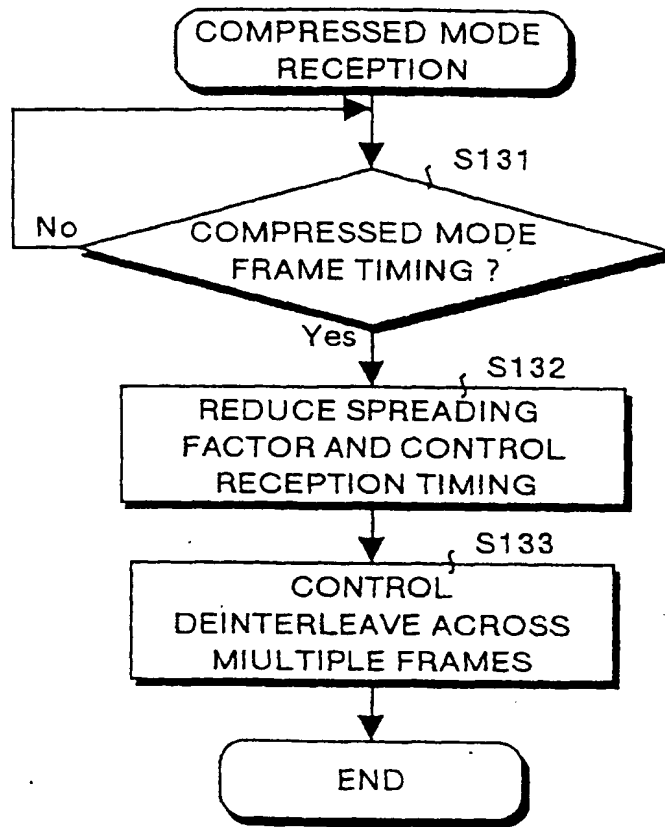 COMPRESSED MODE
RECEPTION
S131
No
COMPRESSED MODE
FRAME TIMING ?
Yes
S132
REDUCE SPREADING
FACTOR AND CONTROL
RECEPTION TIMING
S133
CONTROL
DEINTERLEAVE ACROSS
MIULTIPLE FRAMES
END